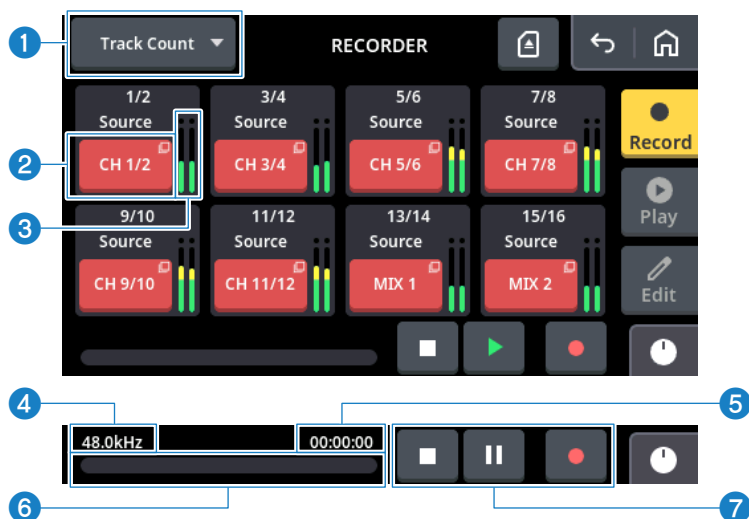 1
Track Count
RECORDER
1/2
Source
CH 1/2
3/4
Source
CH 3/4
5/6
Source
CH 5/6
7/8
Source
CH 7/8
Record
2
3
9/10
Source
CH 9/10
11/12
Source
CH 11/12
13/14
Source
MIX 1
15/16
Source
MIX 2
Play
Edit
4
5
48.0kHz
00:00:00
6
7